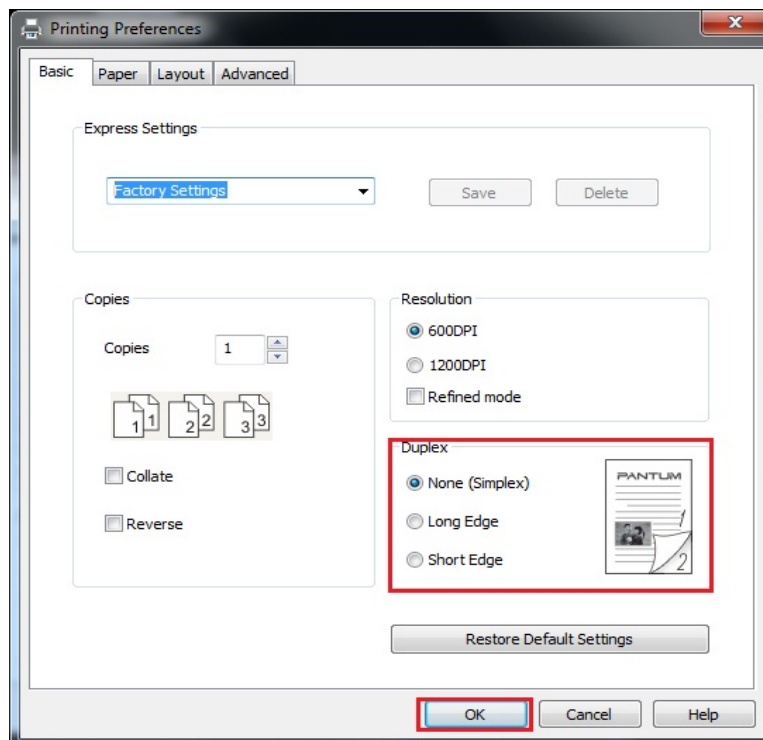 Printing Preferences
Basic Paper Layout Advanced
Express Settings
Factory Settings Save Delete
Copies
Copies 1
1 1 2 2 3 3
Collate
Reverse
Resolution
600DPI
1200DPI
Refined mode
Duplex
None (Simplex)
Long Edge
Short Edge
PANTUM
1
2
Restore Default Settings
OK Cancel Help